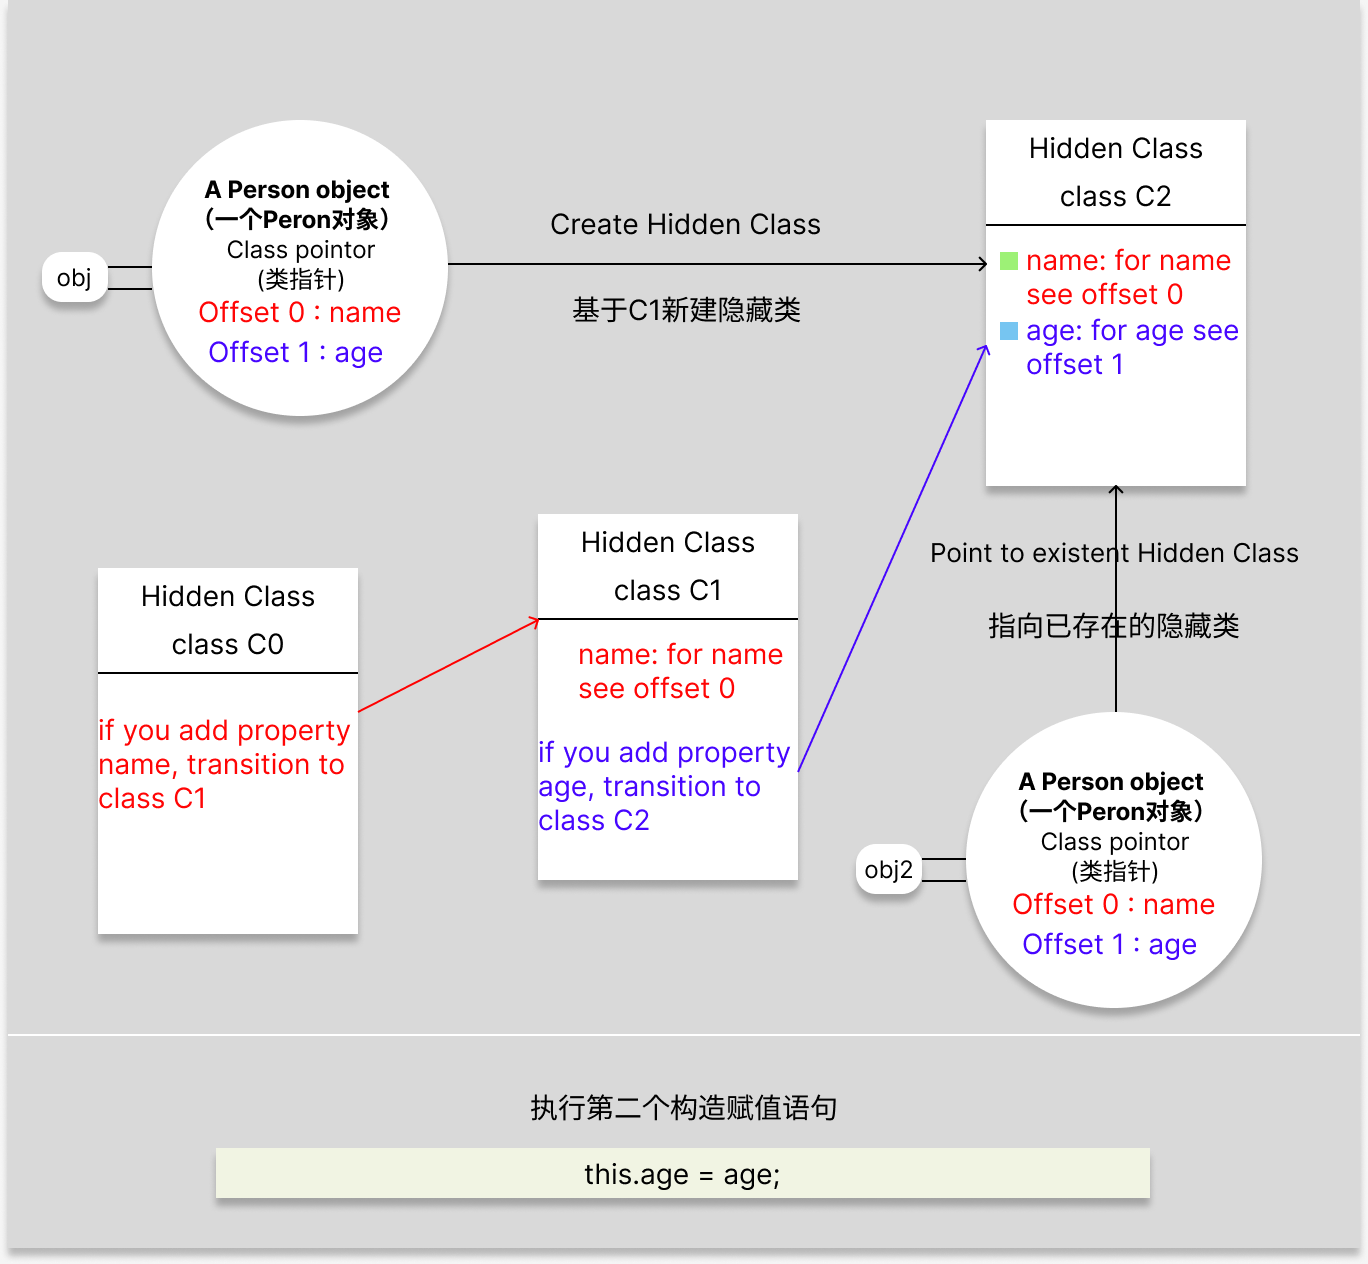 A Person object
（一个Peron对象）
Class pointor
(类指针)
Offset 0 : name
Offset 1 : age
obj
Create Hidden Class
基于C1新建隐藏类
Hidden Class
class C2
name: for name
see offset 0
age: for age see
offset 1
Hidden Class
class C0
if you add property
name, transition to
class C1
Hidden Class
class C1
name: for name
see offset 0
if you add property
age, transition to
class C2
Point to existent Hidden Class
指向已存在的隐藏类
A Person object
（一个Peron对象）
Class pointor
(类指针)
Offset 0 : name
Offset 1 : age
obj2
执行第二个构造赋值语句
this.age = age;